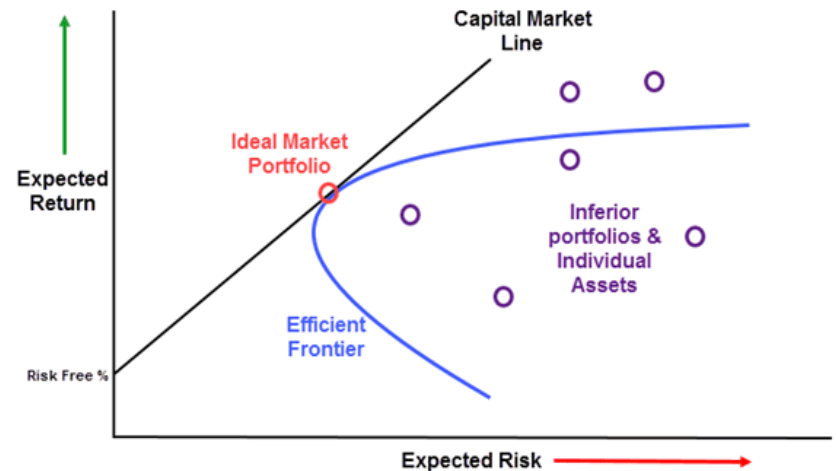 Capital Market
Line
Ideal Market
Portfolio
Expected
Return
Inferior
portfolios &
Individual
Assets
Efficient
Frontier
Risk Free %
Expected Risk